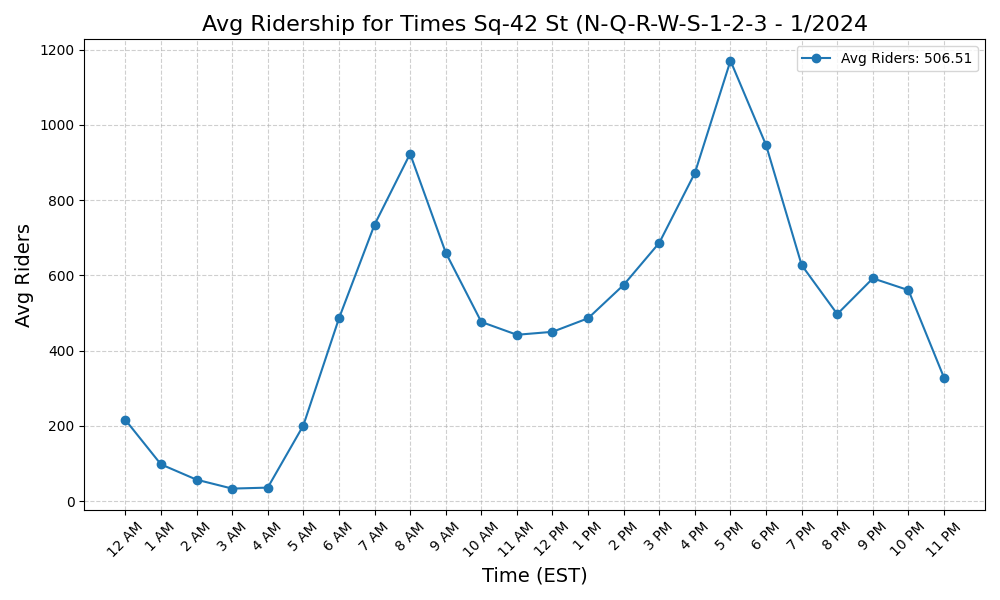 Avg Ridership for Times Sq-42 St (N-Q-R-W-S-1-2-3 - 1/2024
Avg Riders: 506.51
Avg Riders
1200
1000
800
600
400
200
0
12 AM 1 AM 2 AM 3 AM 4 AM 5 AM 6 AM 7 AM 8 AM 9 AM 10 AM 11 AM 12 PM 1 PM 2 PM 3 PM 4 PM 5 PM 6 PM 7 PM 8 PM 9 PM 10 PM 11 PM
Time (EST)